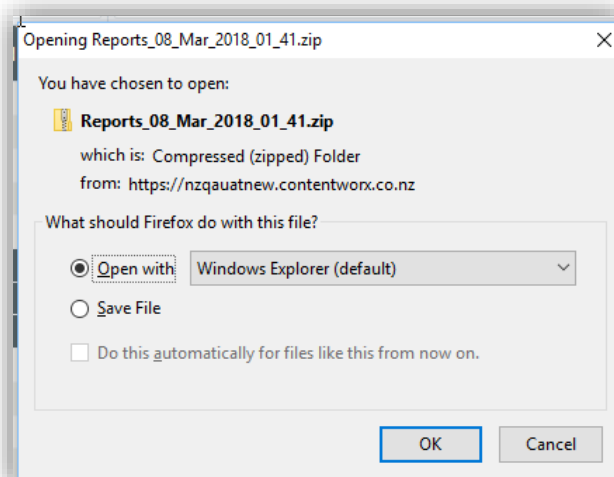 Opening Reports_08_Mar_2018_01_41.zip
You have chosen to open:
Reports_08_Mar_2018_01_41.zip
which is: Compressed (zipped) Folder
from: https://nzqauatnew.contentworx.co.nz
What should Firefox do with this file?
Open with Windows Explorer (default)
Save File
Do this automatically for files like this from now on.
OK Cancel